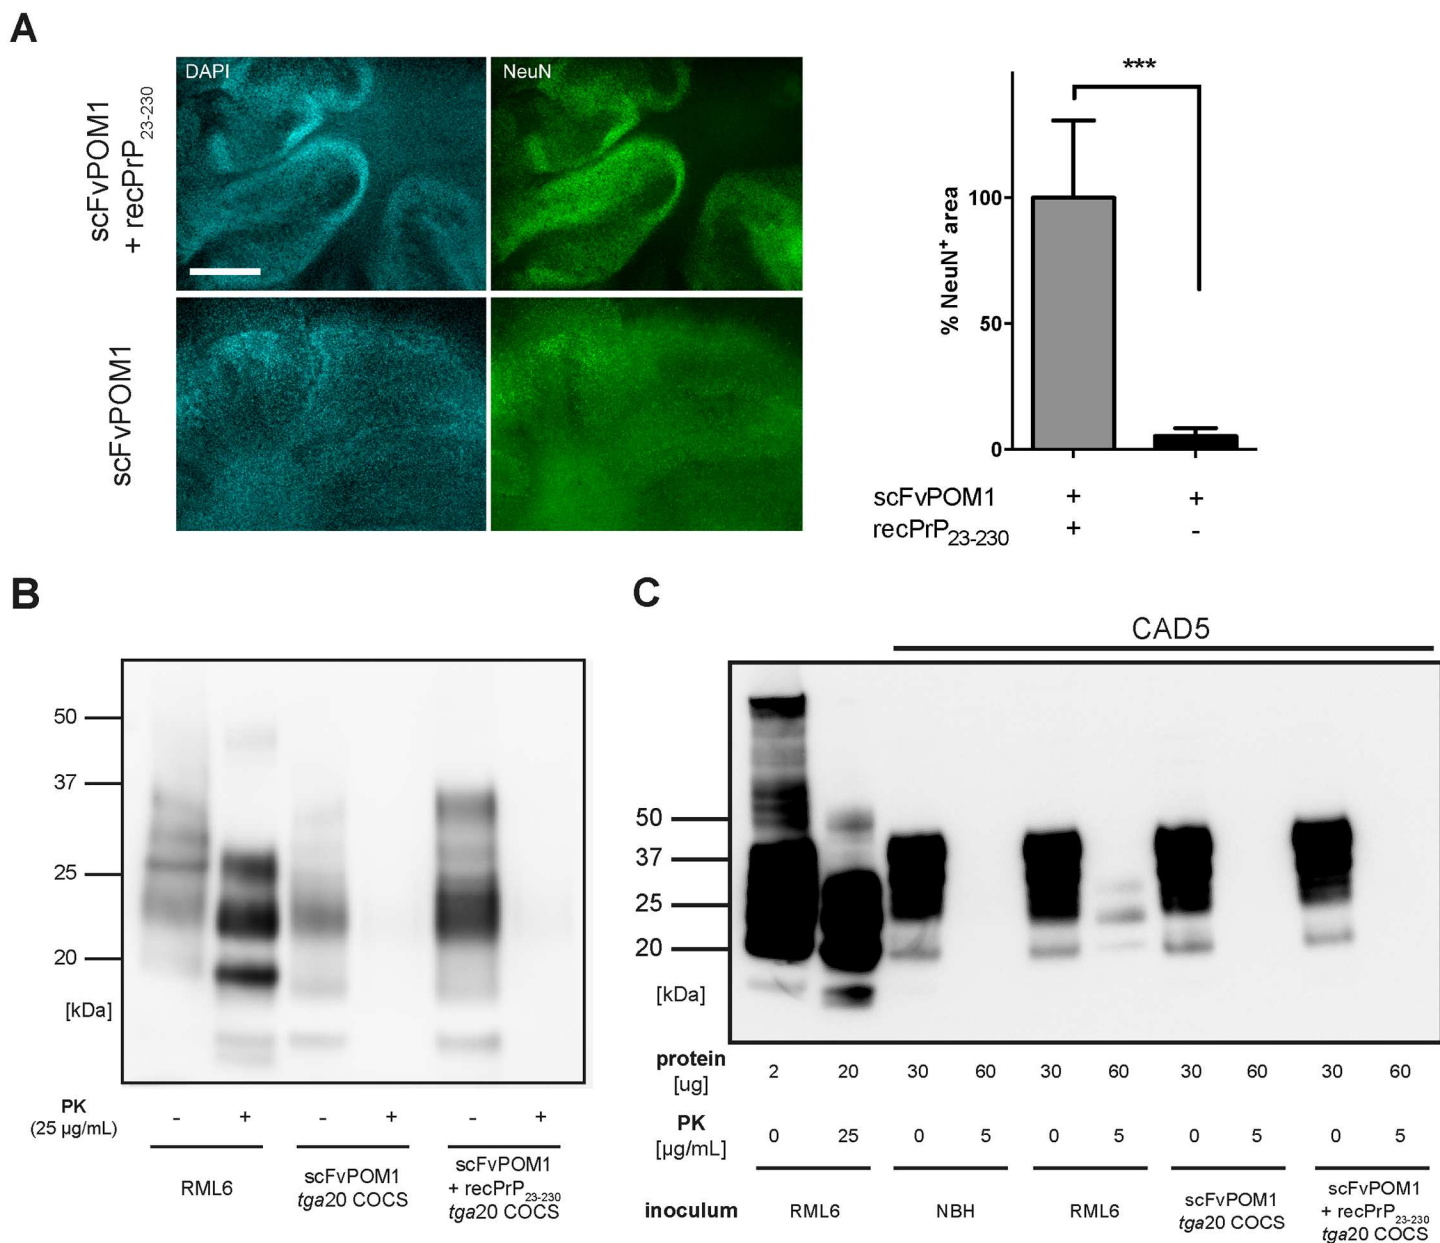 A
DAPI
NeuN
scFvPOM1
+ recPrP23-230
scFvPOM1
***
% NeuN+ area
100
50
0
scFvPOM1 + +
recPrP23-230 + -
B
50
37
25
20
[kDa]
PK
(25 µg/mL)
- + - + - +
RML6
scFvPOM1
tga20 COCS
scFvPOM1
+ recPrP23-230
tga20 COCS
C
CAD5
50
37
25
20
[kDa]
protein
[ug]
2 20 30 60 30 60 30 60 30 60
PK
[µg/mL]
0 25 0 5 0 5 0 5 0 5
inoculum
RML6
NBH
RML6
scFvPOM1
tga20 COCS
scFvPOM1
+ recPrP23-230
tga20 COCS